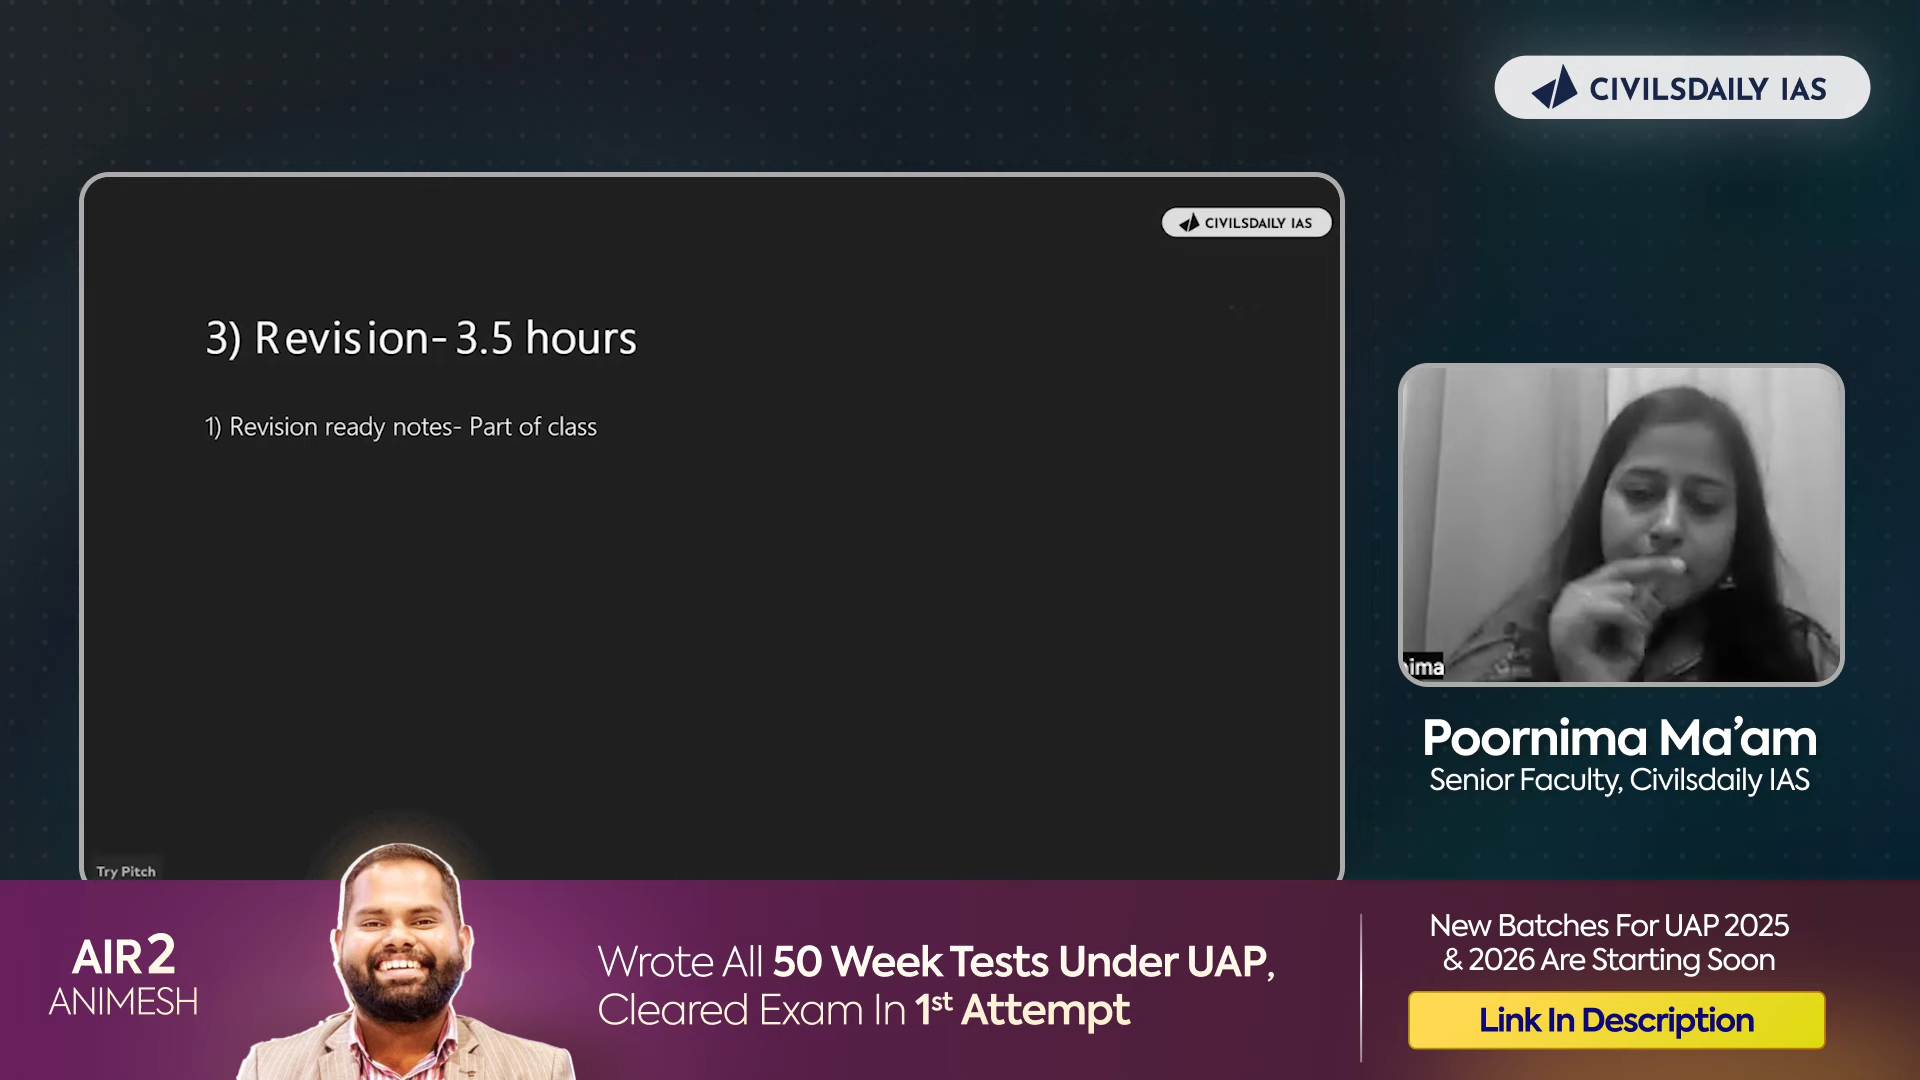 CIVILSDAILY IAS
CIVILSDAILY IAS
3) Revision- 3.5 hours
1) Revision ready notes- Part of class
Try Pitch
ima
Poornima Ma’am
Senior Faculty, Civilsdaily IAS
AIR 2
ANIMESH
Wrote All 50 Week Tests Under UAP,
Cleared Exam In 1st Attempt
New Batches For UAP 2025
& 2026 Are Starting Soon
Link In Description